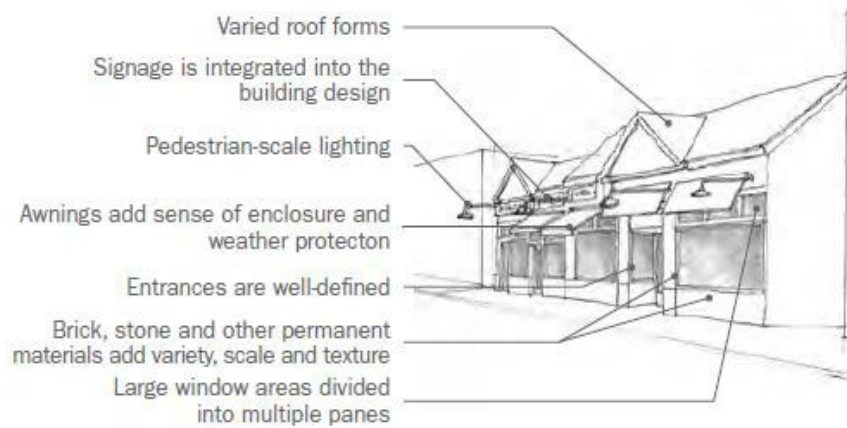 Varied roof forms
Signage is integrated into the
building design
Pedestrian-scale lighting
Awnings add sense of enclosure and
weather protecton
Entrances are well-defined
Brick, stone and other permanent
materials add variety, scale and texture
Large window areas divided
into multiple panes